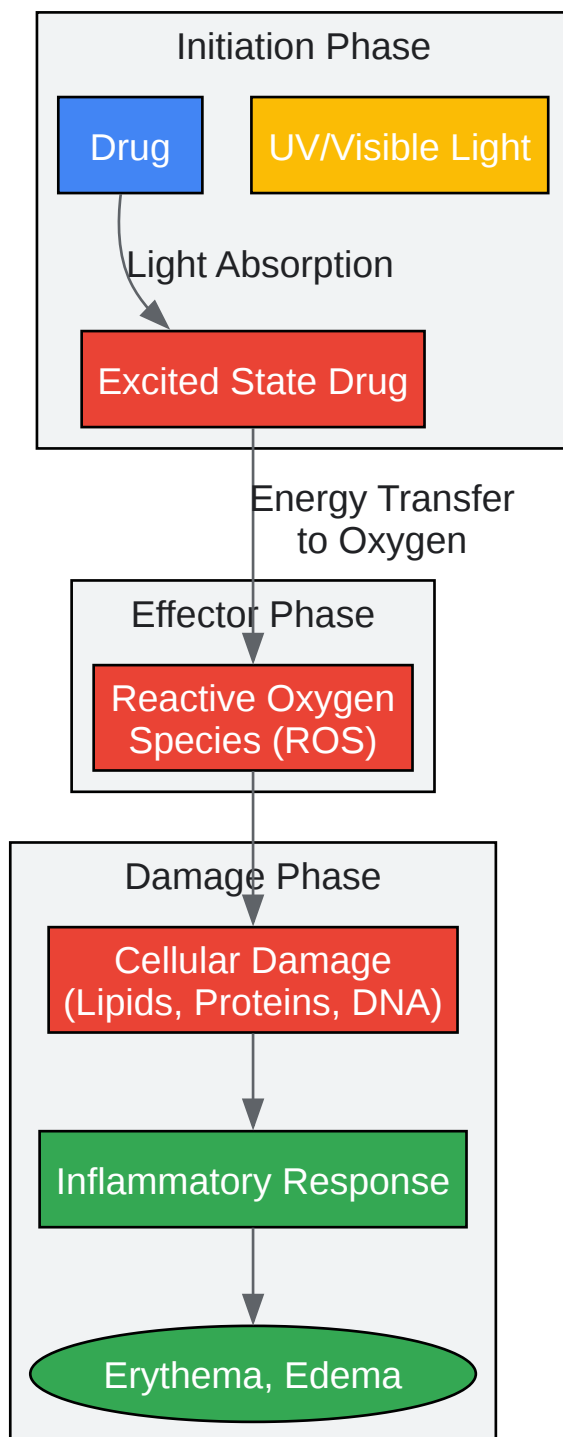 Initiation Phase
Drug
UV/Visible Light
Light Absorption
Excited State Drug
Energy Transfer
to Oxygen
Effector Phase
Reactive Oxygen
Species (ROS)
Damage Phase
Cellular Damage
(Lipids, Proteins, DNA)
Inflammatory Response
Erythema, Edema